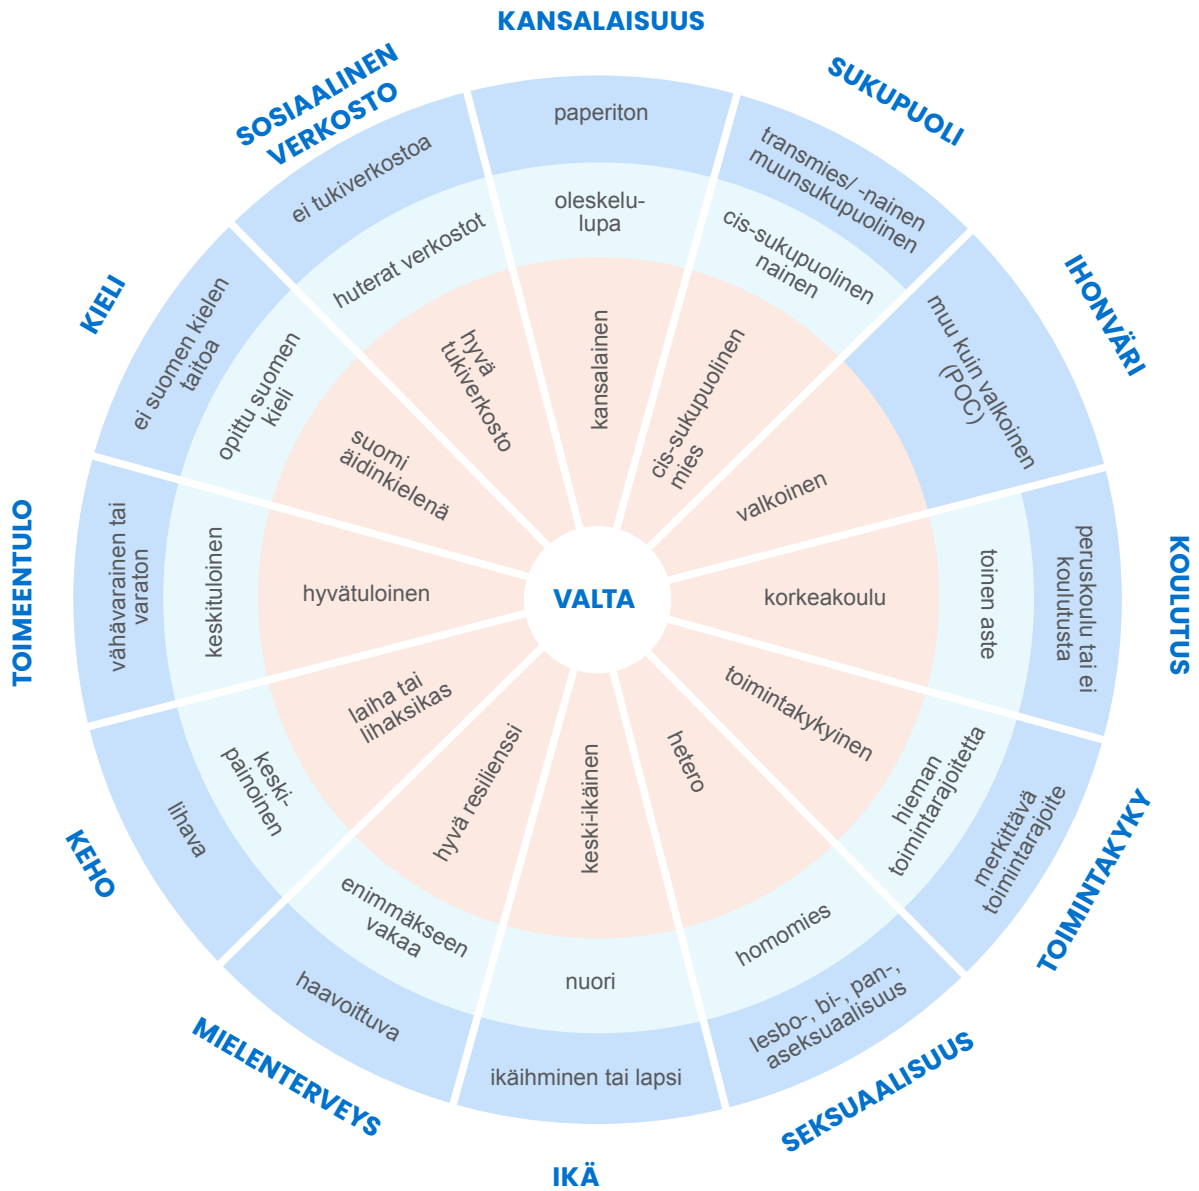 KANSALAISUUS
paperiton
oleskelu-
lupa
kansalainen
SUKUPUOLI
transmies/ -nainen
muunsukupuolinen
cis-sukupuolinen
nainen
cis-sukupuolinen
mies
IHONVÄRI
muu kuin valkoinen
(POC)
valkoinen
KOULUTUS
peruskoulu tai ei
koulutusta
toinen aste
korkeakoulu
TOIMINTAKYKY
merkittävä
toimintarajoite
hieman
toimintarajoitetta
toimintakykyinen
SEKSUAALISUUS
lesbo-, bi-, pan-,
aseksuaalisuus
homomies
hetero
IKÄ
ikäihminen tai lapsi
nuori
keski-ikäinen
MIELENTERVEYS
haavoittuva
enimmäkseen
vakaa
hyvä resilienssi
KEHO
lihava
keski-
painoinen
laiha tai
lihaksikas
TOIMEENTULO
vähävarainen tai
varaton
keskituloinen
hyvätuloinen
KIELI
ei suomen kielen
taitoa
opittu suomen
kieli
suomi
äidinkielenä
SOSIAALINEN
VERKOSTO
ei tukiverkostoa
huterat verkostot
hyvä
tukiverkosto
VALTA